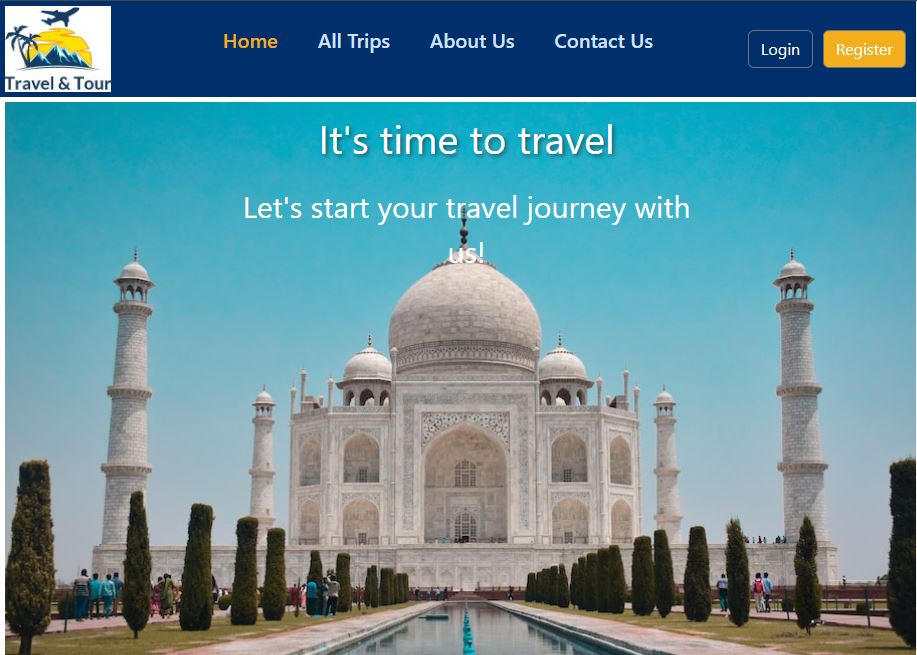 Travel & Tour
Home
All Trips
About Us
Contact Us
Login
Register
It's time to travel
Let's start your travel journey with
us!